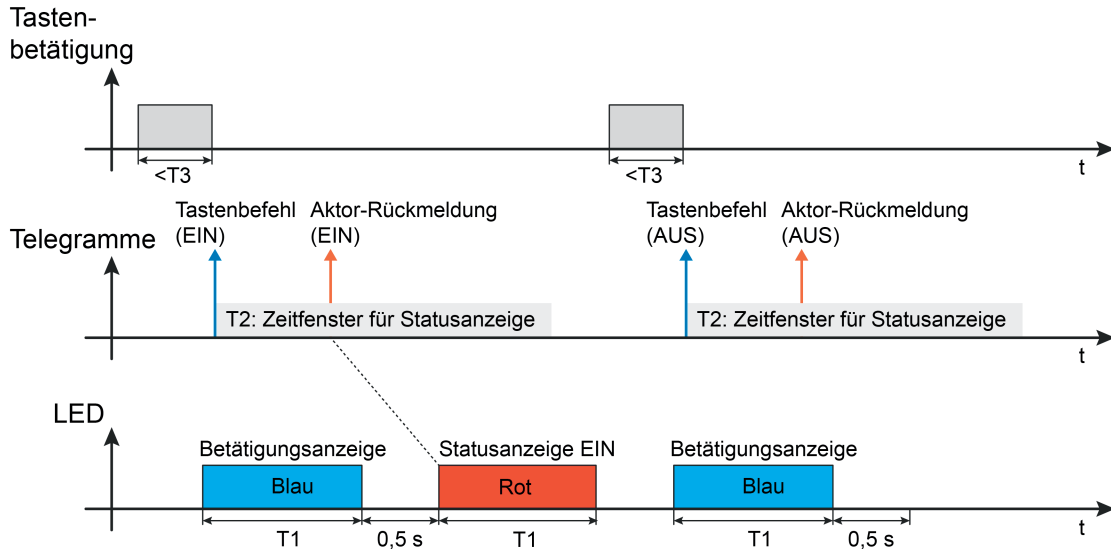 Tasten-
betätigung
<T3
<T3
t
Tastenbefehl
(EIN)
Aktor-Rückmeldung
(EIN)
Tastenbefehl
(AUS)
Aktor-Rückmeldung
(AUS)
Telegramme
T2: Zeitfenster für Statusanzeige
T2: Zeitfenster für Statusanzeige
t
LED
Betätigungsanzeige
Statusanzeige EIN
Betätigungsanzeige
Blau
Rot
Blau
T1
0,5 s
T1
T1
0,5 s
t